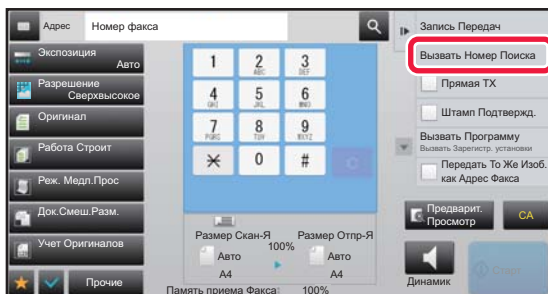 Адрес
Номер факса
Экспозиция
Авто
Разрешение
Сверхвысокое
Оригинал
Работа Строит
Реж. Медл.Прос
Док.Смеш.Разм.
Учет Оригиналов
Прочие
1
2
ABC
3
DEF
4
GHI
5
JKL
6
MNO
7
PQRS
8
TUV
9
WXYZ
0
#
C
Размер Скан-Я
100%
Размер Отпр-Я
Авто
A4
Авто
A4
Память приема Факса: 100%
Запись Передач
Вызвать Номер Поиска
Прямая TX
Штамп Подтвержд.
Вызвать Программу
Вызвать Зарегистр. установки
Передать То Же Изоб.
как Адрес Факса
Предварит.
Просмотр
CA
Динамик
Старт